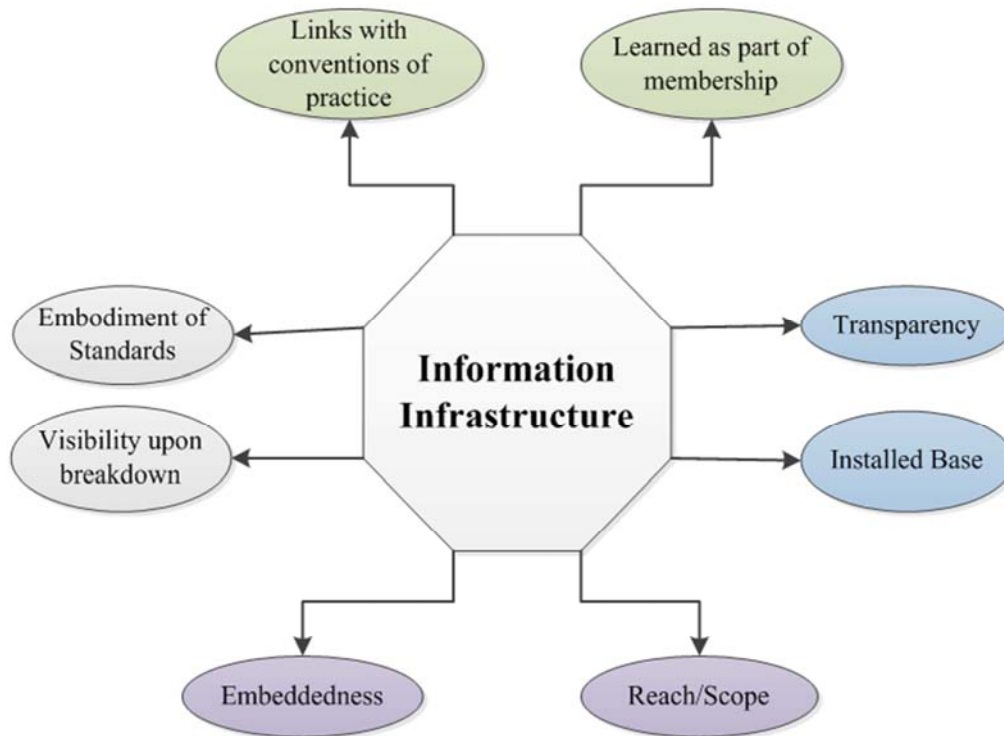 Links with
conventions of
practice
Learned as part of
membership
Embodiment of
Standards
Transparency
Information
Infrastructure
Visibility upon
breakdown
Installed Base
Embeddedness
Reach/Scope